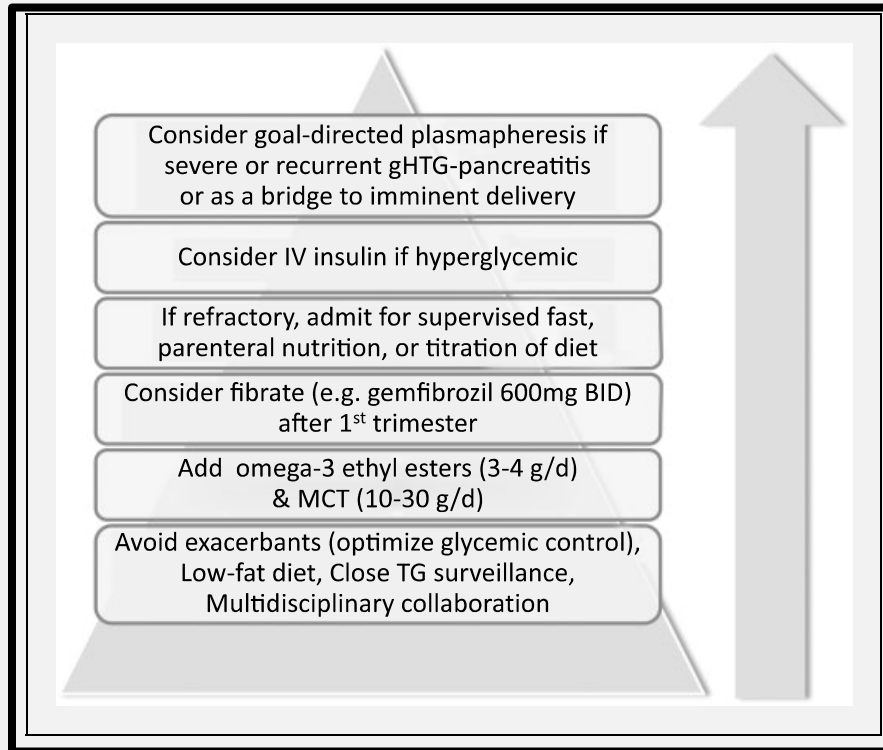 Consider goal-directed plasmapheresis if
severe or recurrent gHTG-pancreatitis
or as a bridge to imminent delivery
Consider IV insulin if hyperglycemic
If refractory, admit for supervised fast,
parenteral nutrition, or titration of diet
Consider fibrate (e.g. gemfibrozil 600mg BID)
after 1st trimester
Add omega-3 ethyl esters (3-4 g/d)
& MCT (10-30 g/d)
Avoid exacerbants (optimize glycemic control),
Low-fat diet, Close TG surveillance,
Multidisciplinary collaboration